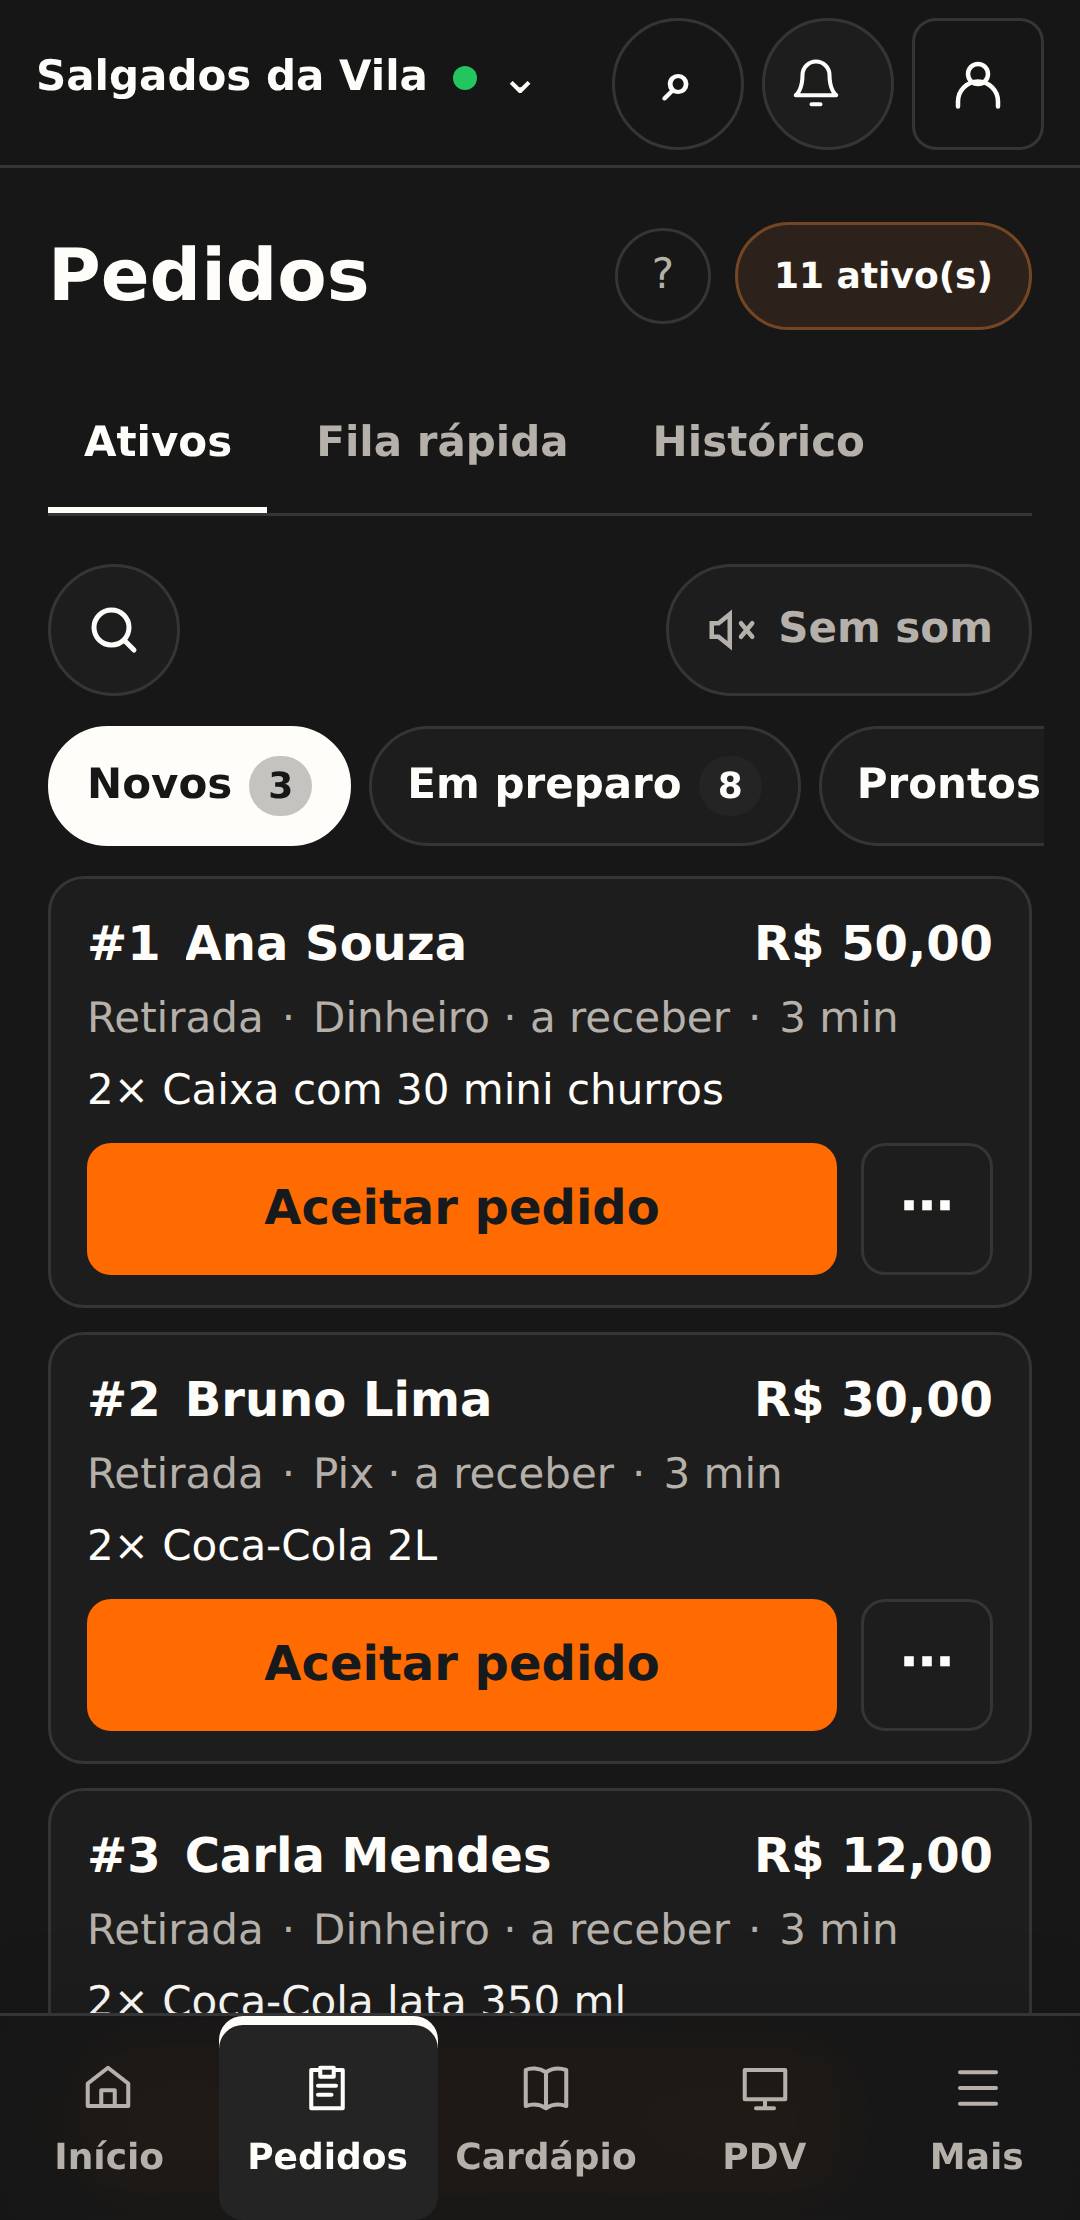 Salgados da Vila
Pedidos
?
11 ativo(s)
Ativos Fila rápida Histórico
Sem som
Novos 3 Em preparo 8 Prontos
#1 Ana Souza R$ 50,00
Retirada · Dinheiro · a receber · 3 min
2× Caixa com 30 mini churros
Aceitar pedido ···
#2 Bruno Lima R$ 30,00
Retirada · Pix · a receber · 3 min
2× Coca-Cola 2L
Aceitar pedido ···
#3 Carla Mendes R$ 12,00
Retirada · Dinheiro · a receber · 3 min
2× Coca-Cola lata 350 ml
Início Pedidos Cardápio PDV Mais